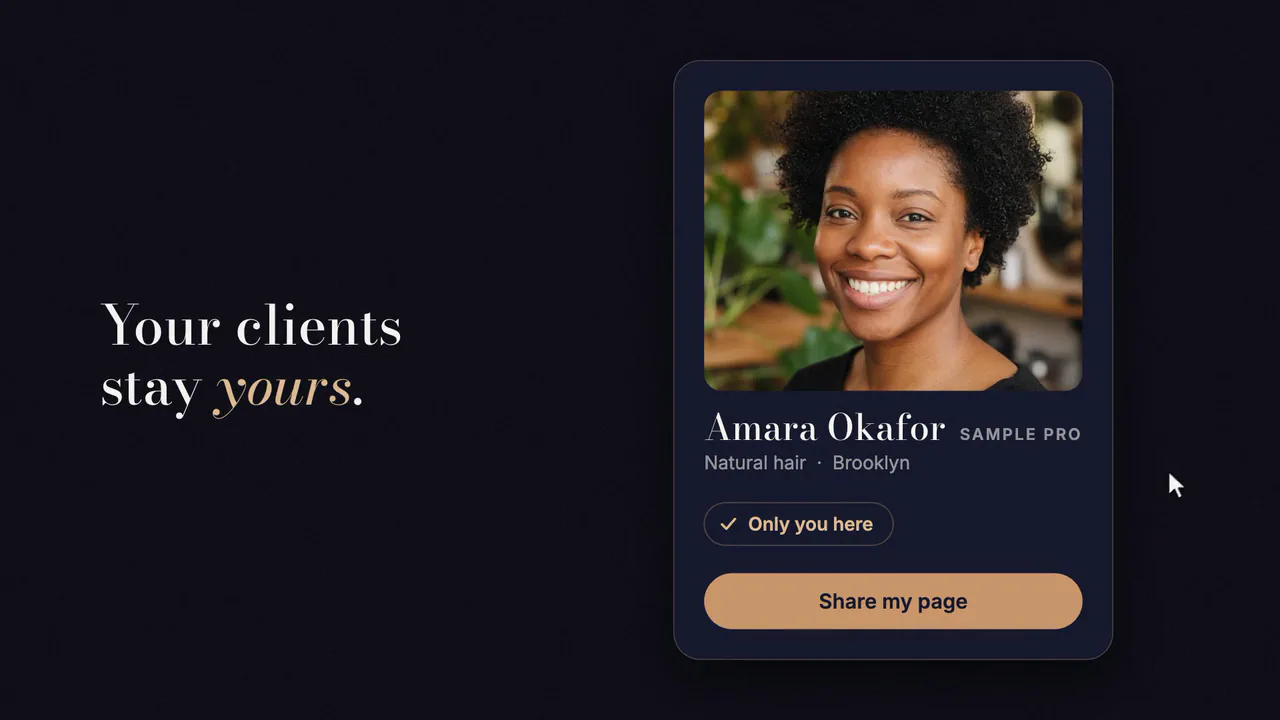 Your clients
stay yours.
Amara Okafor SAMPLE PRO
Natural hair · Brooklyn
Only you here
Share my page